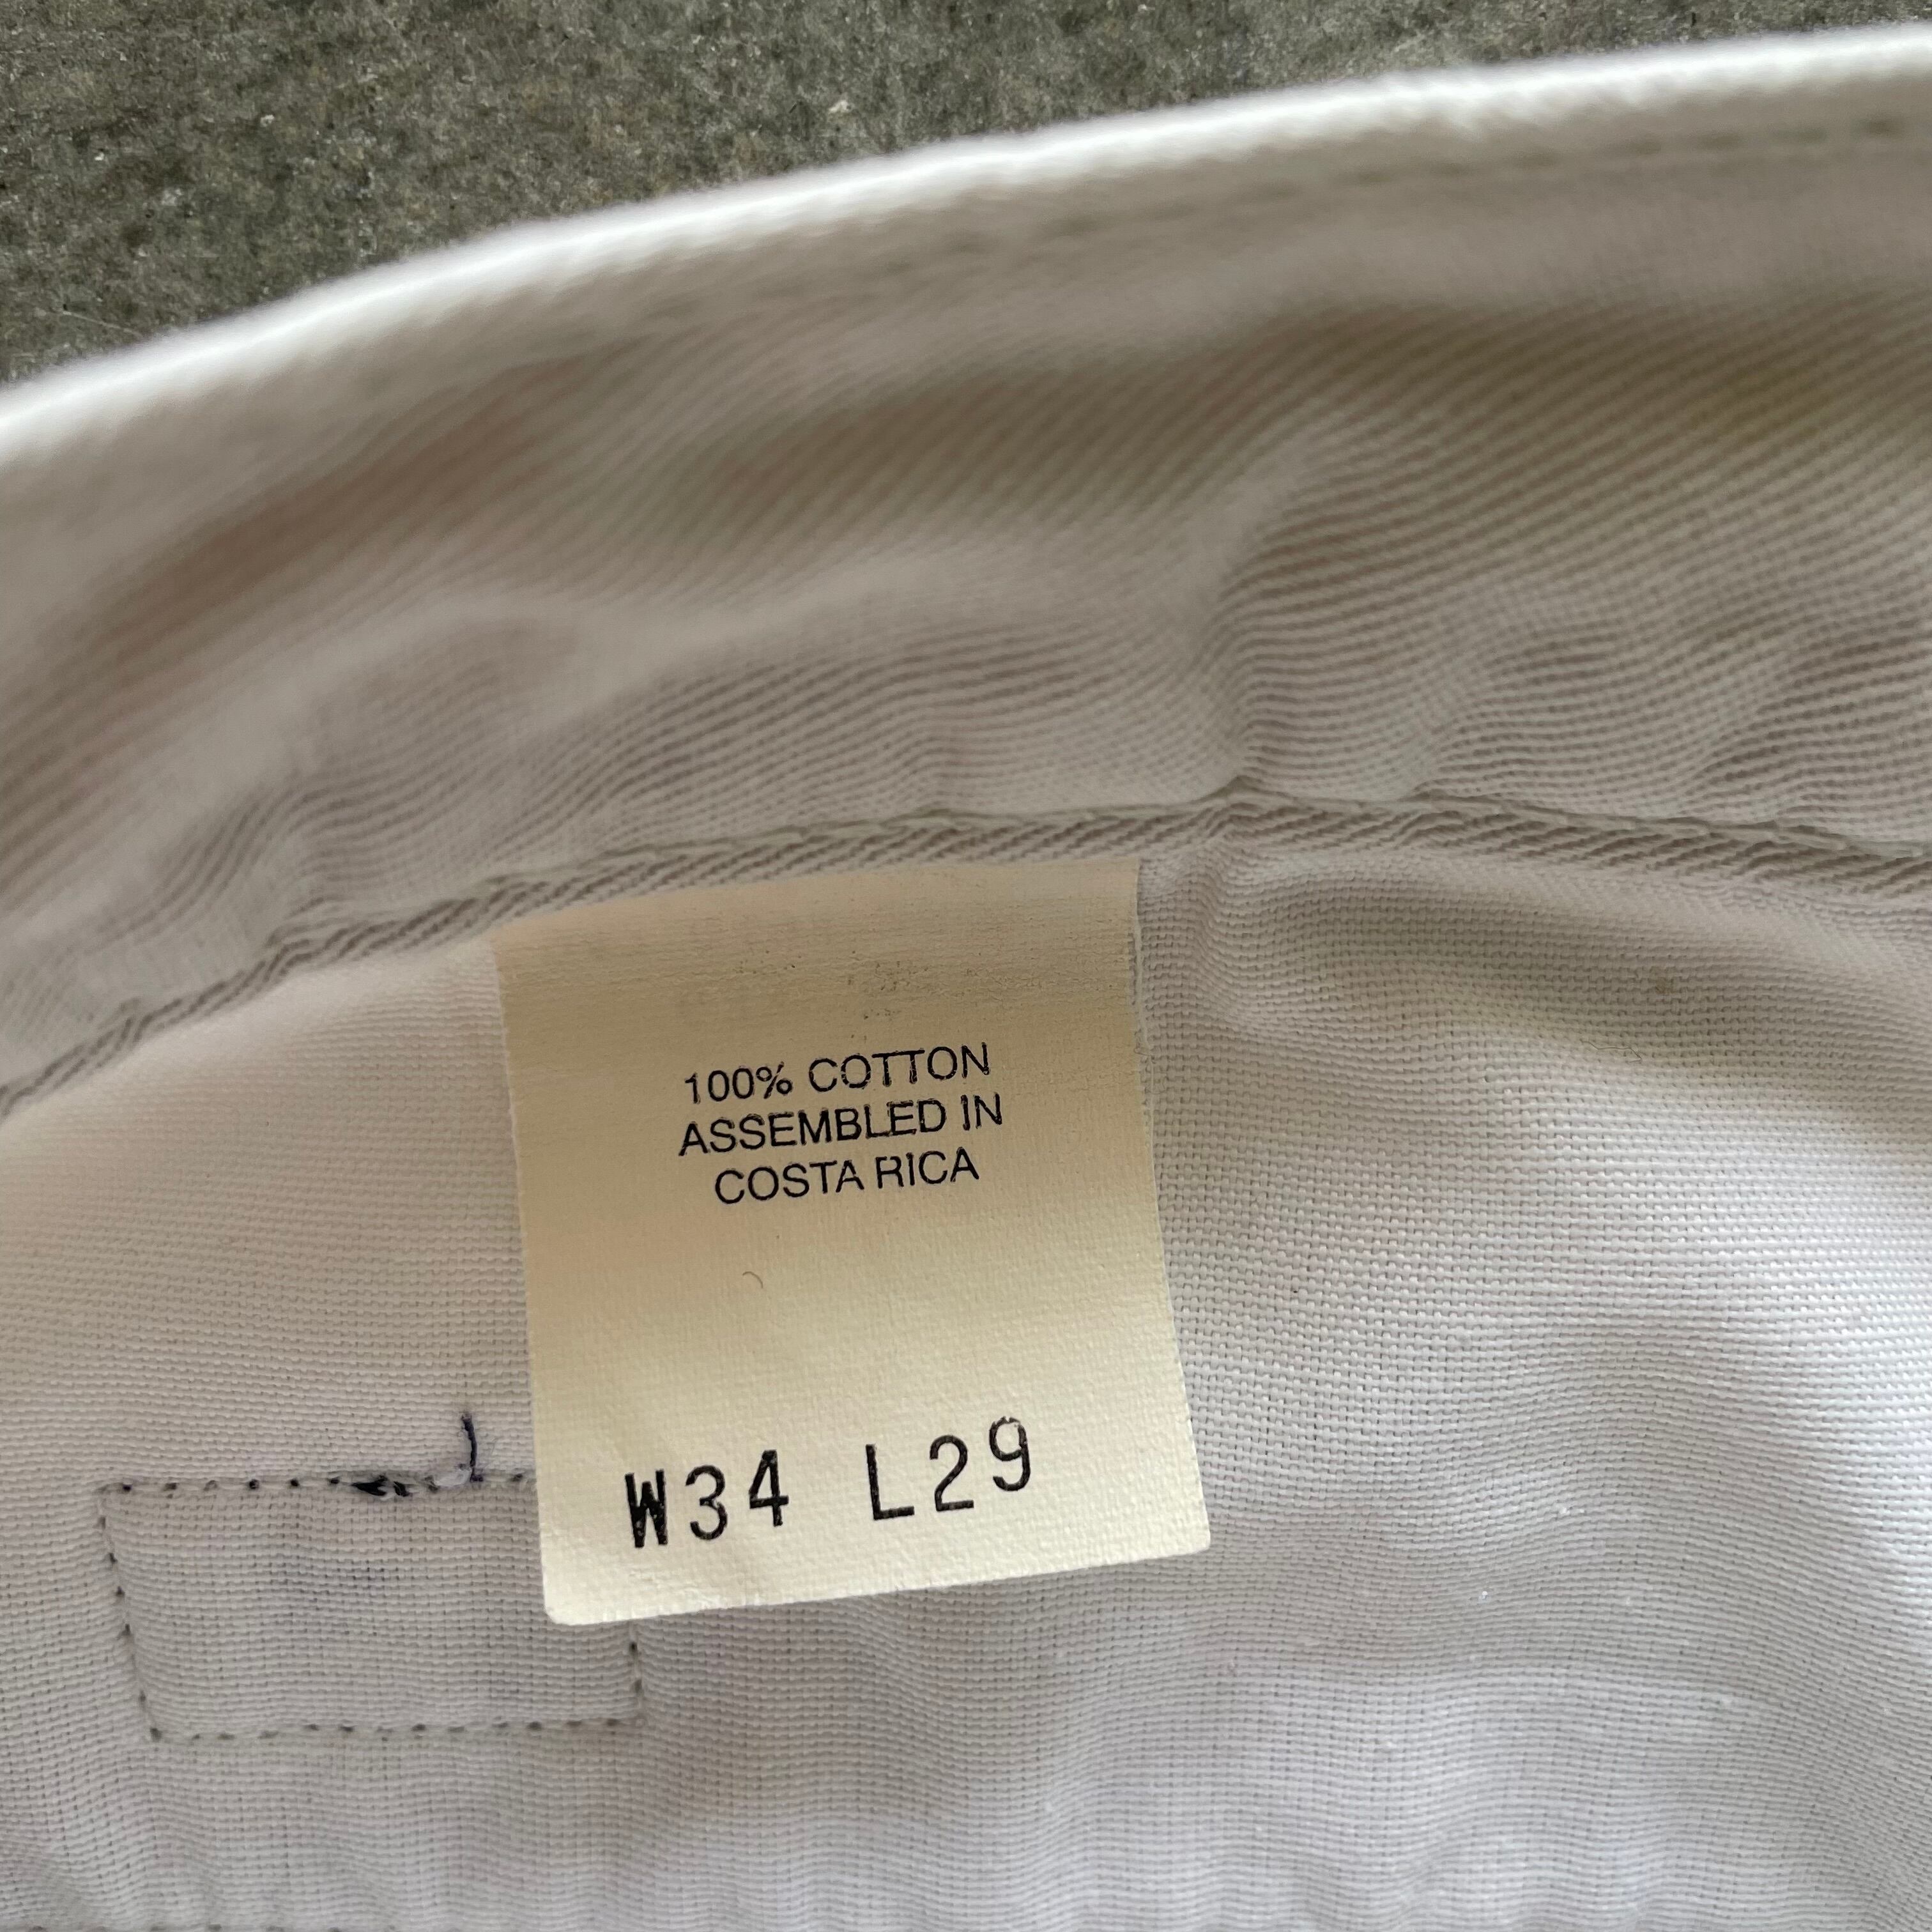 100% COTTON
ASSEMBLED IN
COSTA RICA
W34 L29